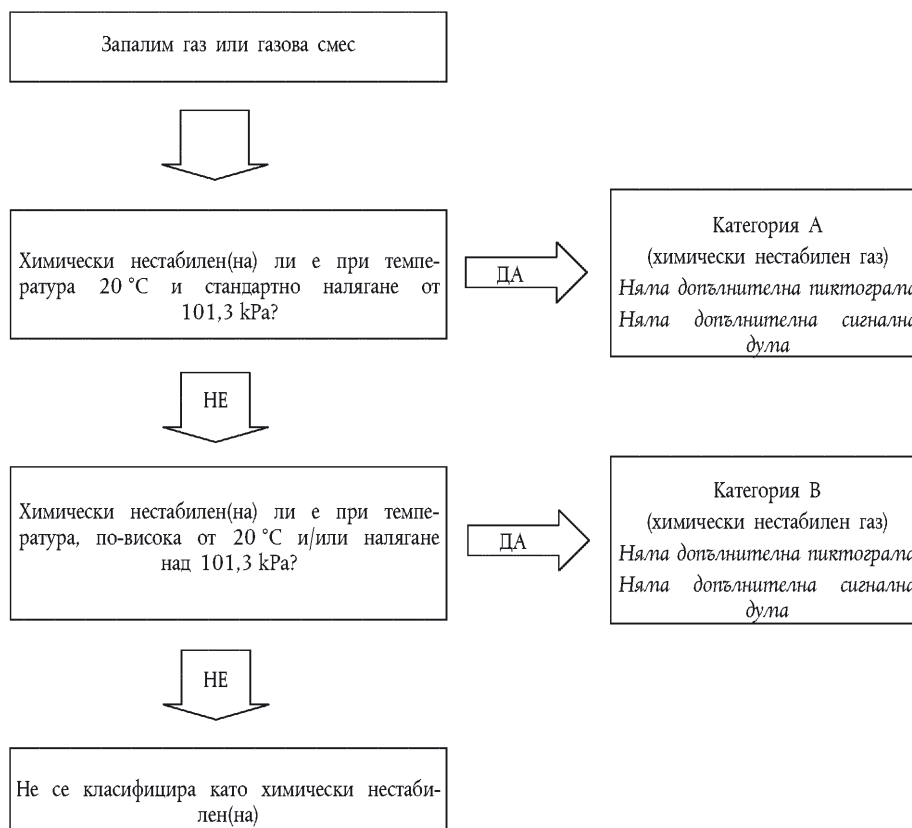 Запалим газ или газова смес
Химически нестабилен(на) ли е при темпе-
ратура 20 °C и стандартно налягане от
101,3 kPa?
ДА
Категория A
(химически нестабилен газ)
Няма допълнителна пиктограма
Няма допълнителна сигнална
дума
НЕ
Химически нестабилен(на) ли е при темпе-
ратура, по-висока от 20 °C и/или налягане
над 101,3 kPa?
ДА
Категория B
(химически нестабилен газ)
Няма допълнителна пиктограма
Няма допълнителна сигнална
дума
НЕ
Не се класифицира като химически нестаби-
лен(на)